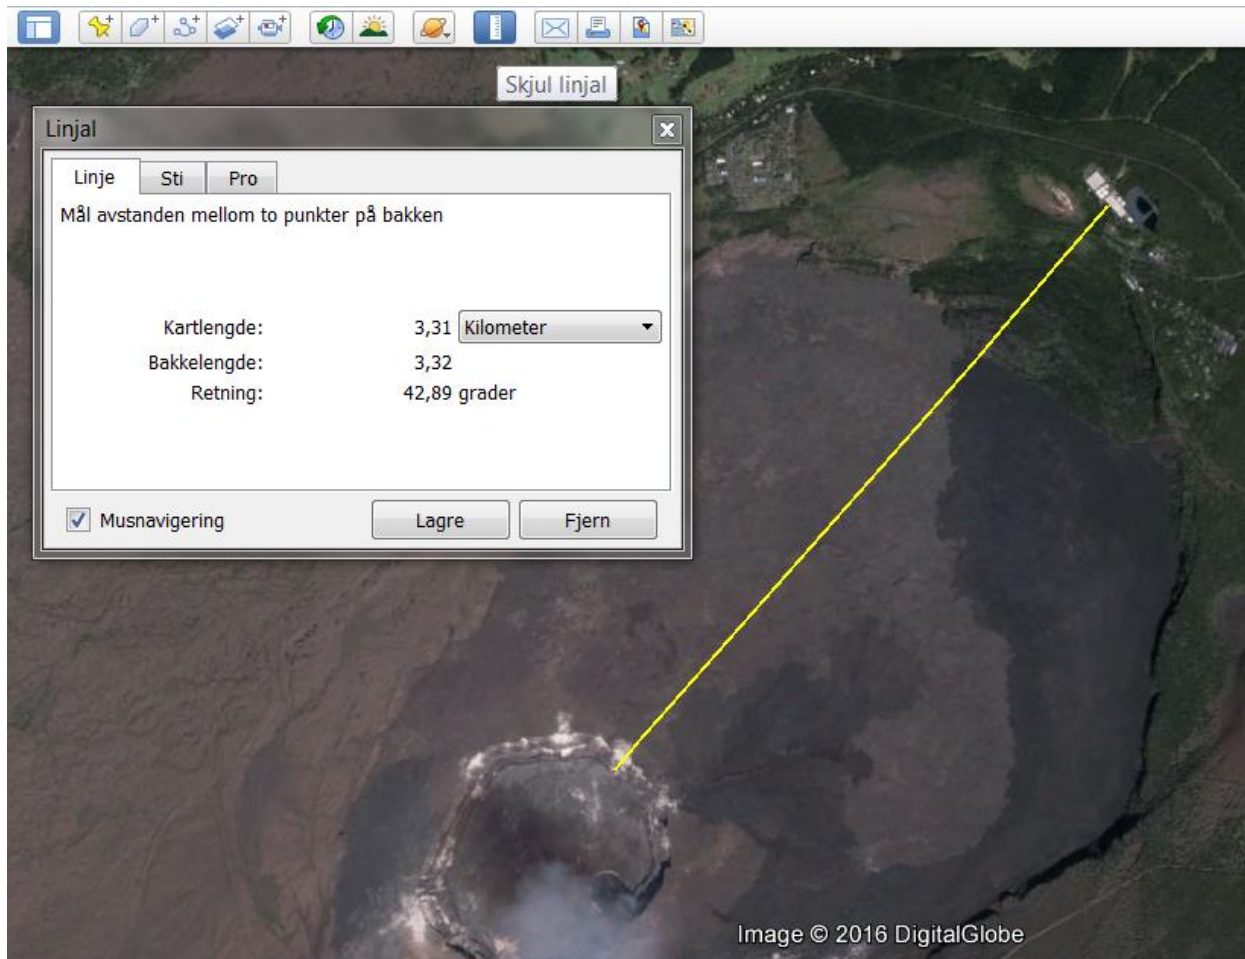 Skjul linjal
Linjal
Linje Sti Pro
Mål avstanden mellom to punkter på bakken
Kartlengde: 3,31 Kilometer
Bakkelengde: 3,32
Retning: 42,89 grader
Musnavigering Lagre Fjern
Image © 2016 DigitalGlobe